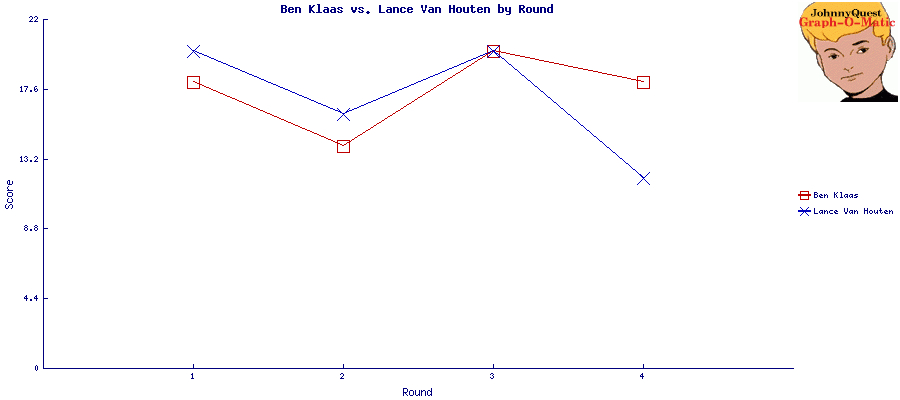 Ben Klaas vs. Lance Van Houten by Round
JohnnyQuest
Graph-O-Matic
22
17.6
13.2
8.8
4.4
0
Score
1 2 3 4
Round
Ben Klaas
Lance Van Houten